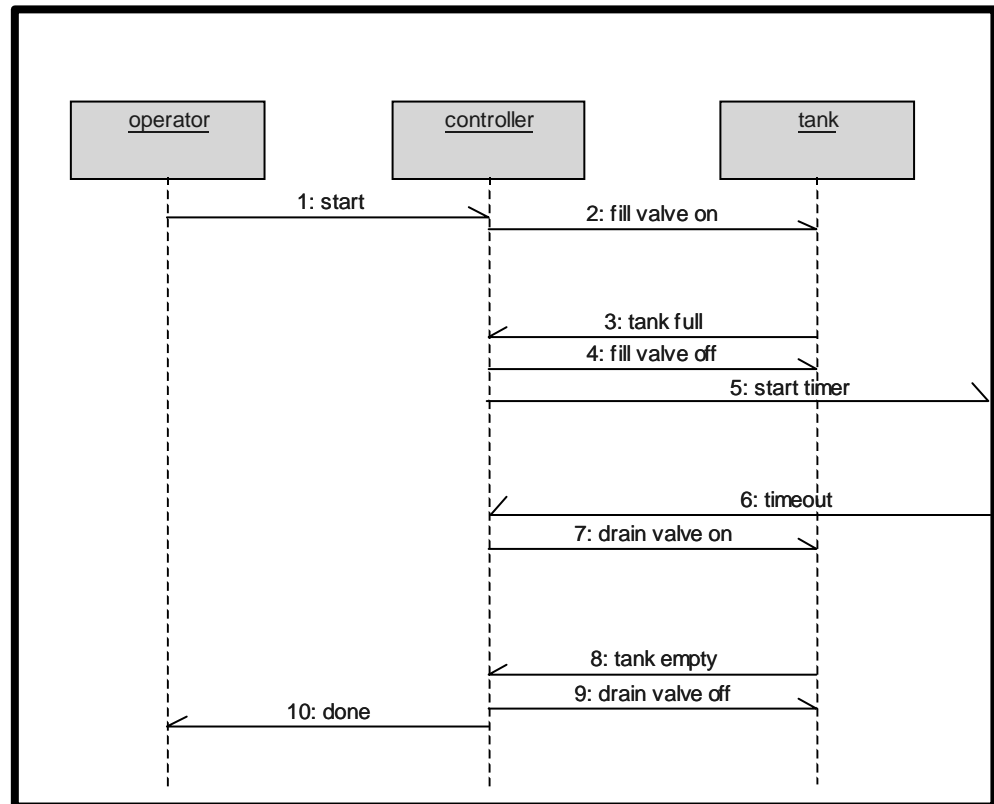 operator
controller
tank
1: start
2: fill valve on
3: tank full
4: fill valve off
5: start timer
6: timeout
7: drain valve on
8: tank empty
9: drain valve off
10: done